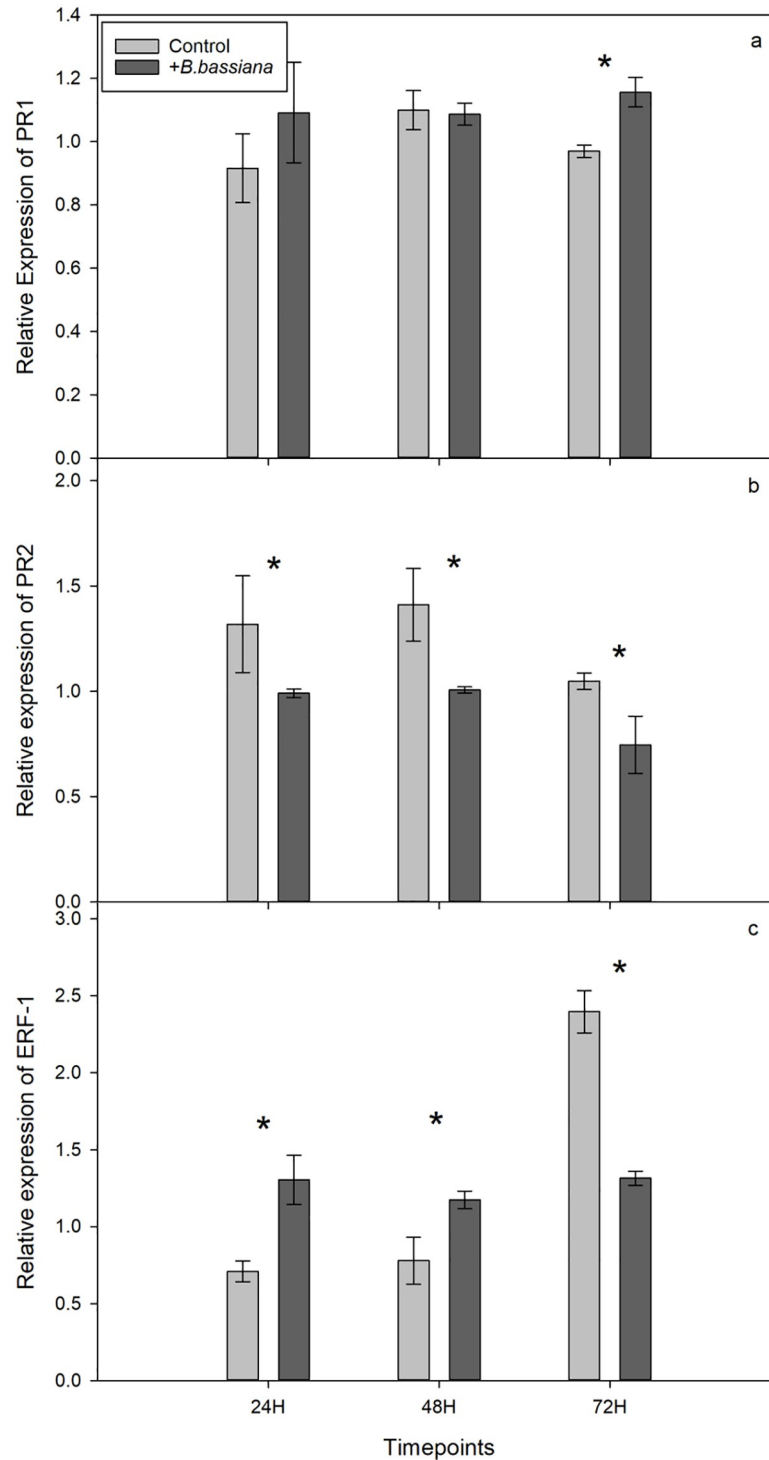 1.4
1.2
1.0
0.8
0.6
0.4
0.2
0.0
Relative Expression of PR1
Control
+B.bassiana
a
*
2.0
1.5
1.0
0.5
0.0
Relative expression of PR2
b
*
*
*
3.0
2.5
2.0
1.5
1.0
0.5
0.0
Relative expression of ERF-1
c
*
*
*
24H
48H
72H
Timepoints